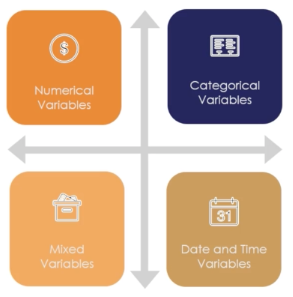 Numerical
Variables
Categorical
Variables
Mixed
Variables
31
Date and Time
Variables